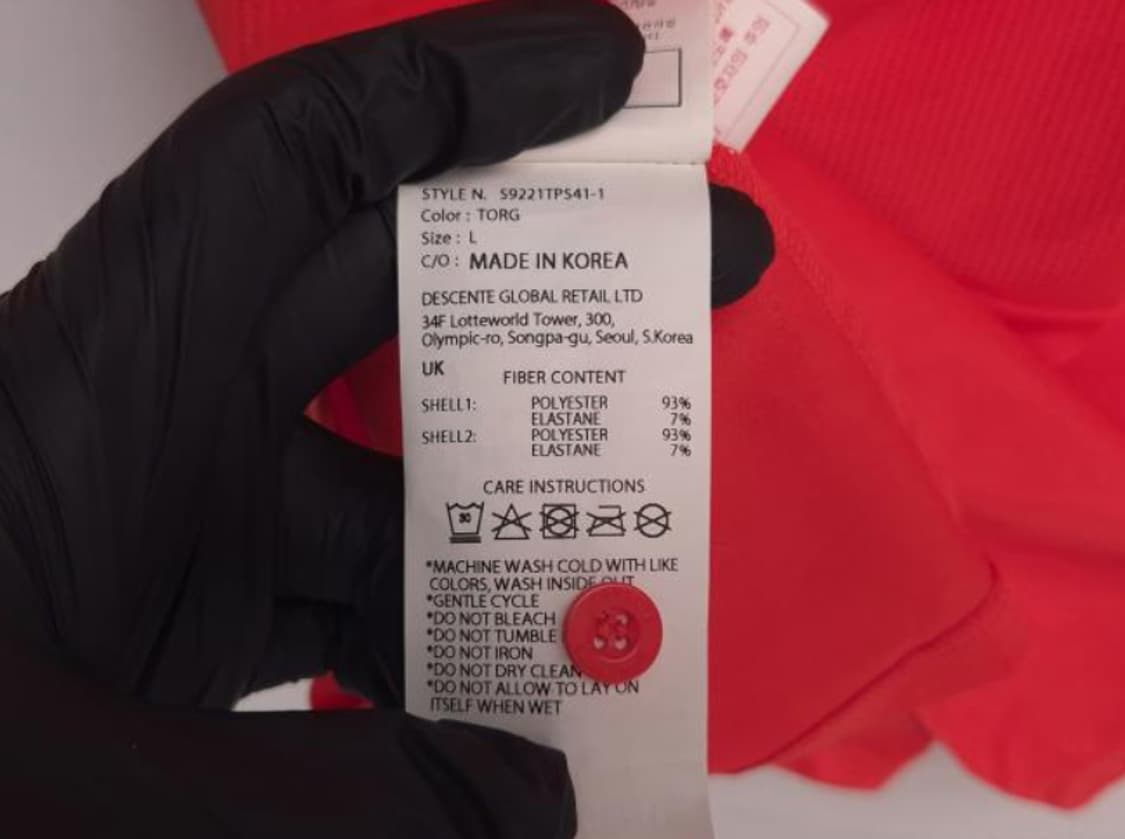 STYLE N. S9221TPS41-1
Color : TORG
Size : L
C/O : MADE IN KOREA
DESCENTE GLOBAL RETAIL LTD
34F Lotteworld Tower, 300,
Olympic-ro, Songpa-gu, Seoul, S.Korea
UK
FIBER CONTENT
SHELL1: POLYESTER 93%
ELASTANE 7%
SHELL2: POLYESTER 93%
ELASTANE 7%
CARE INSTRUCTIONS
30
*MACHINE WASH COLD WITH LIKE
COLORS, WASH INSIDE OUT
*GENTLE CYCLE
*DO NOT BLEACH
*DO NOT TUMBLE
*DO NOT IRON
*DO NOT DRY CLEAN
*DO NOT ALLOW TO LAY ON
ITSELF WHEN WET